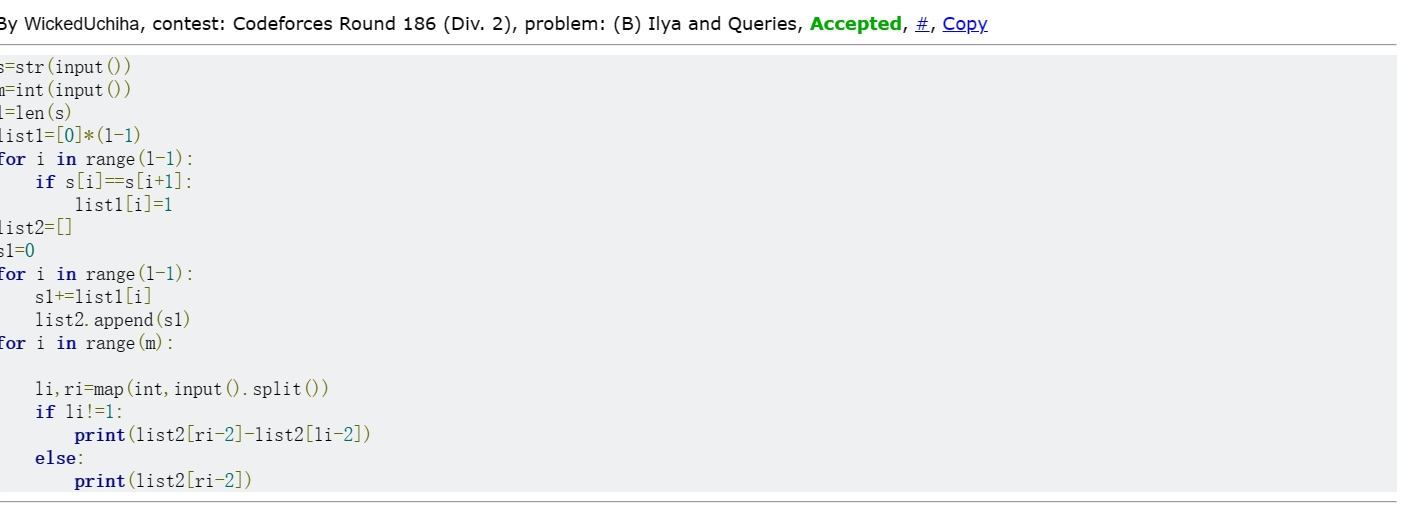 By WickedUchiha, contest: Codeforces Round 186 (Div. 2), problem: (B) Ilya and Queries, Accepted, #, Copy
s=str(input())
m=int(input())
l=len(s)
list1=[0]*(l-1)
for i in range(l-1):
    if s[i]==s[i+1]:
        list1[i]=1
list2=[]
s1=0
for i in range(l-1):
    s1+=list1[i]
    list2.append(s1)
for i in range(m):
    li,ri=map(int,input().split())
    if li!=1:
        print(list2[ri-2]-list2[li-2])
    else:
        print(list2[ri-2])